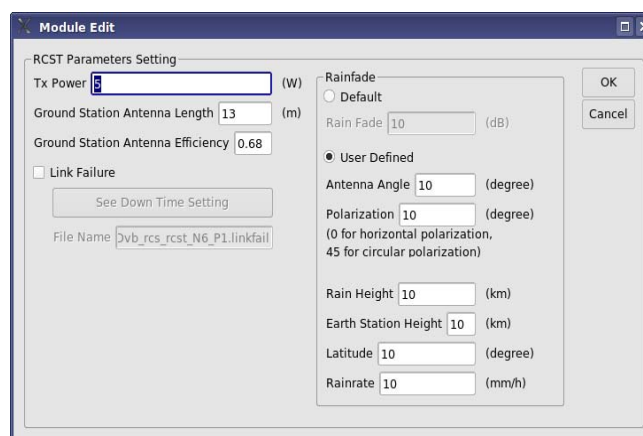 Module Edit
RCST Parameters Setting
Tx Power 5 (W)
Ground Station Antenna Length 13 (m)
Ground Station Antenna Efficiency 0.68
Link Failure
See Down Time Setting
File Name Dvb_rcs_rcst_N6_P1.linkfail
Rainfade
Default
Rain Fade 10 (dB)
User Defined
Antenna Angle 10 (degree)
Polarization 10 (degree)
(0 for horizontal polarization,
45 for circular polarization)
Rain Height 10 (km)
Earth Station Height 10 (km)
Latitude 10 (degree)
Rainrate 10 (mm/h)
OK
Cancel